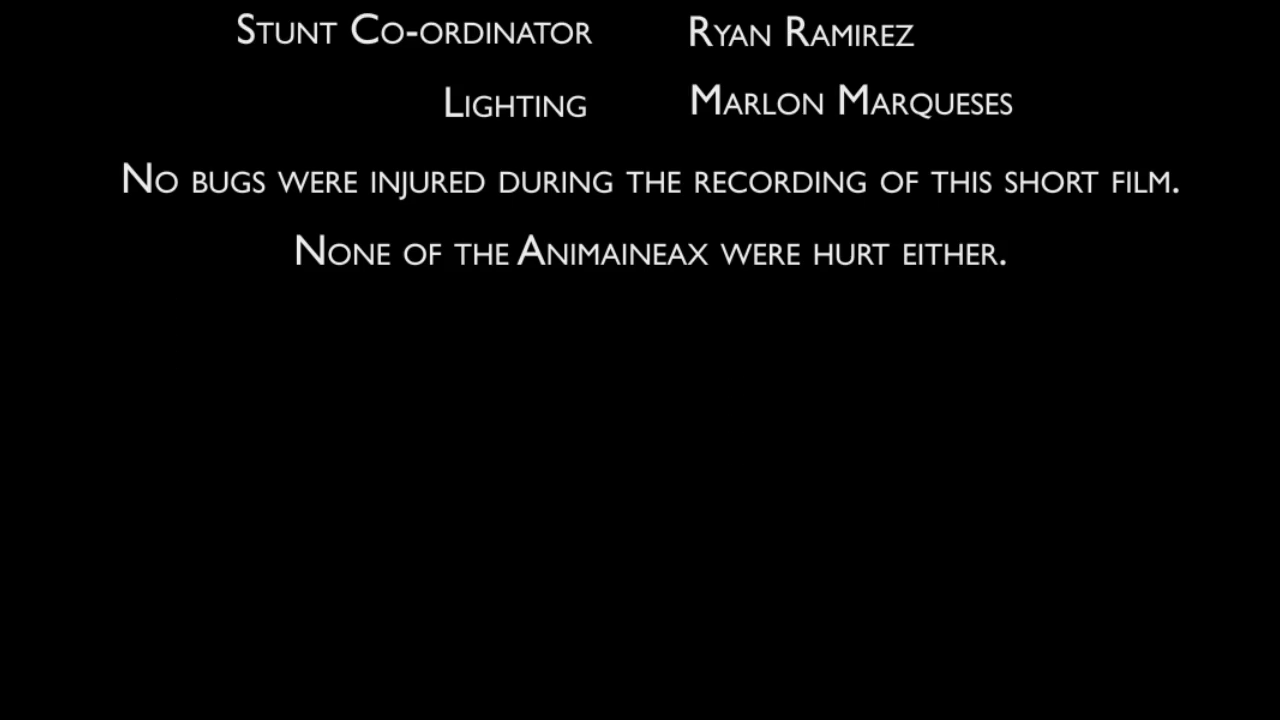 Stunt Co-ordinator Ryan Ramirez
Lighting Marlon Marqueses
No bugs were injured during the recording of this short film.
None of the Animaineax were hurt either.